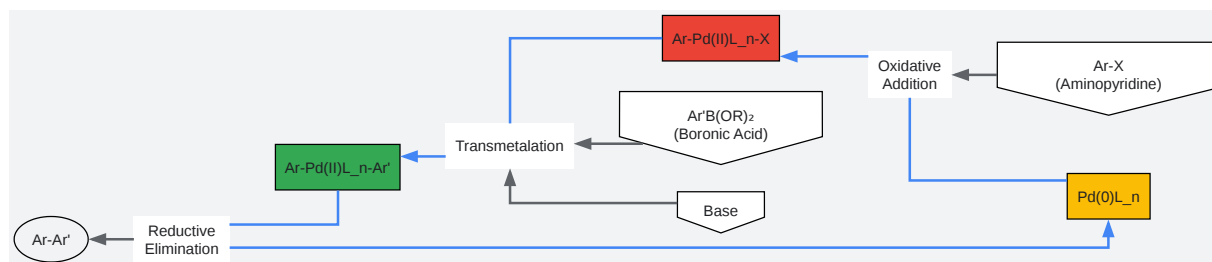 Ar-Pd(II)L_n-X
Oxidative
Addition
Ar-X
(Aminopyridine)
Ar'B(OR)₂
(Boronic Acid)
Transmetalation
Ar-Pd(II)L_n-Ar'
Base
Pd(0)L_n
Ar-Ar'
Reductive
Elimination